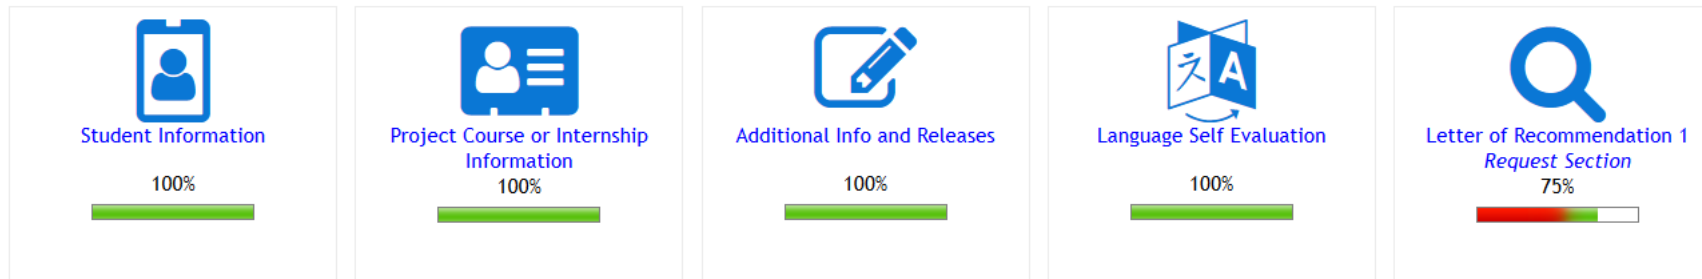 Student Information
100%
Project Course or Internship
Information
100%
Additional Info and Releases
100%
A
Language Self Evaluation
100%
Letter of Recommendation 1
Request Section
75%